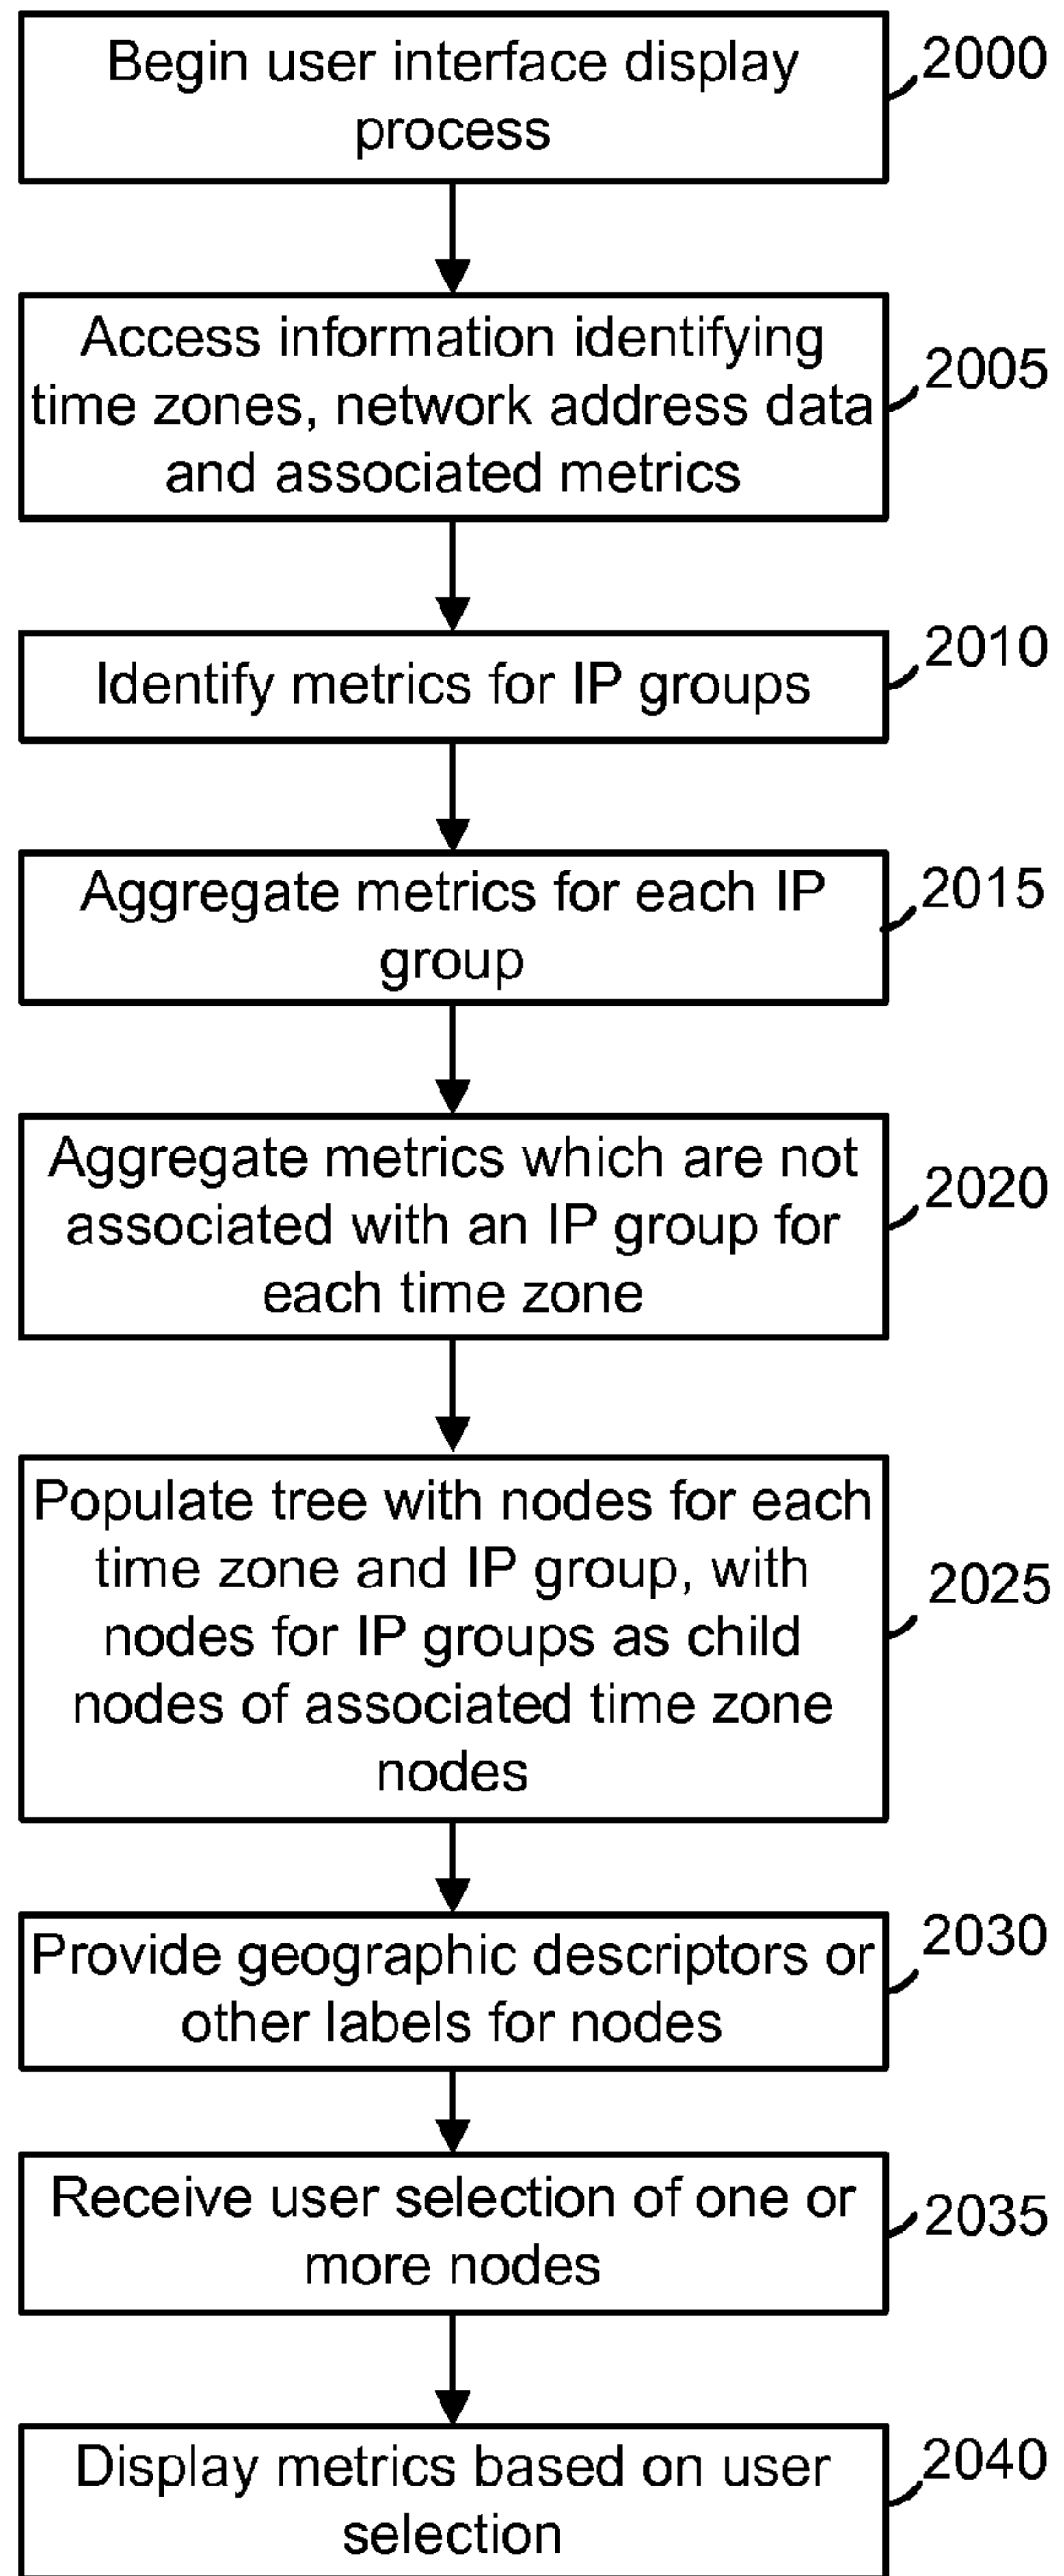 Begin user interface display
process
2000
Access information identifying
time zones, network address data
and associated metrics
2005
Identify metrics for IP groups
2010
Aggregate metrics for each IP
group
2015
Aggregate metrics which are not
associated with an IP group for
each time zone
2020
Populate tree with nodes for each
time zone and IP group, with
nodes for IP groups as child
nodes of associated time zone
nodes
2025
Provide geographic descriptors or
other labels for nodes
2030
Receive user selection of one or
more nodes
2035
Display metrics based on user
selection
2040